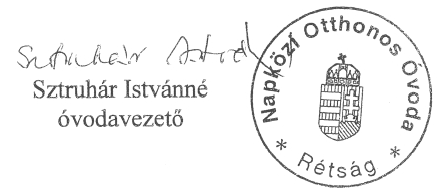 Sztruhár Istvánné
óvodavezető
Napközi Otthonos Óvoda
* Rétság *